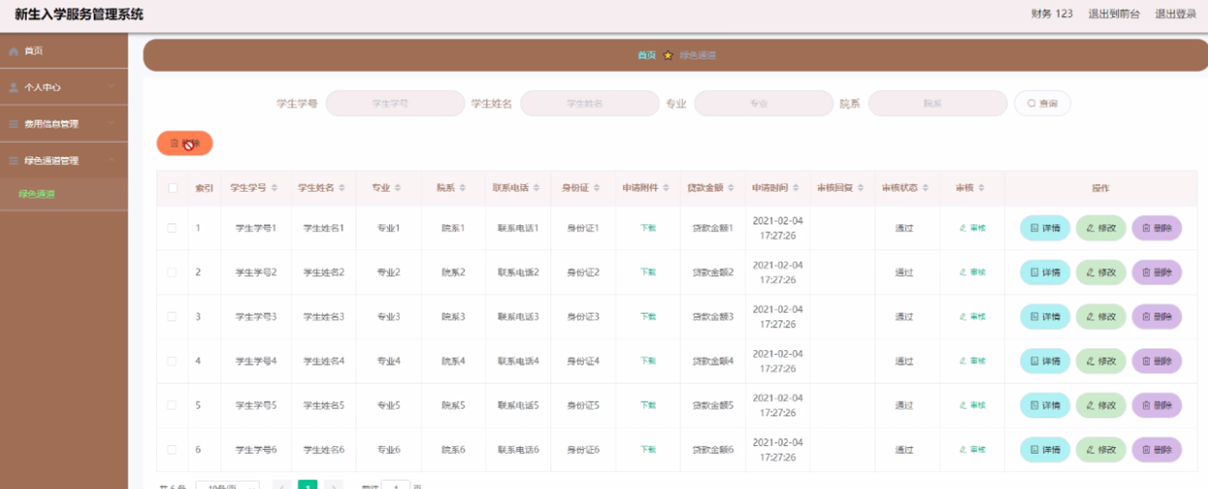 新生入学服务管理系统
财务 123 退出到前台 退出登录
首页
个人中心
费用信息管理
绿色通道管理
绿色通道
首页 绿色通道
学生学号 学生学号 学生姓名 学生姓名 专业 专业 院系 院系 查询
索引 学生学号 学生姓名 专业 院系 联系电话 身份证 申请附件 贷款金额 申请时间 审核回复 审核状态 审核 操作
1 学生学号1 学生姓名1 专业1 院系1 联系电话1 身份证1 下载 贷款金额1 2021-02-04 17:27:26 通过 审核 详情 修改 删除
2 学生学号2 学生姓名2 专业2 院系2 联系电话2 身份证2 下载 贷款金额2 2021-02-04 17:27:26 通过 审核 详情 修改 删除
3 学生学号3 学生姓名3 专业3 院系3 联系电话3 身份证3 下载 贷款金额3 2021-02-04 17:27:26 通过 审核 详情 修改 删除
4 学生学号4 学生姓名4 专业4 院系4 联系电话4 身份证4 下载 贷款金额4 2021-02-04 17:27:26 通过 审核 详情 修改 删除
5 学生学号5 学生姓名5 专业5 院系5 联系电话5 身份证5 下载 贷款金额5 2021-02-04 17:27:26 通过 审核 详情 修改 删除
6 学生学号6 学生姓名6 专业6 院系6 联系电话6 身份证6 下载 贷款金额6 2021-02-04 17:27:26 通过 审核 详情 修改 删除